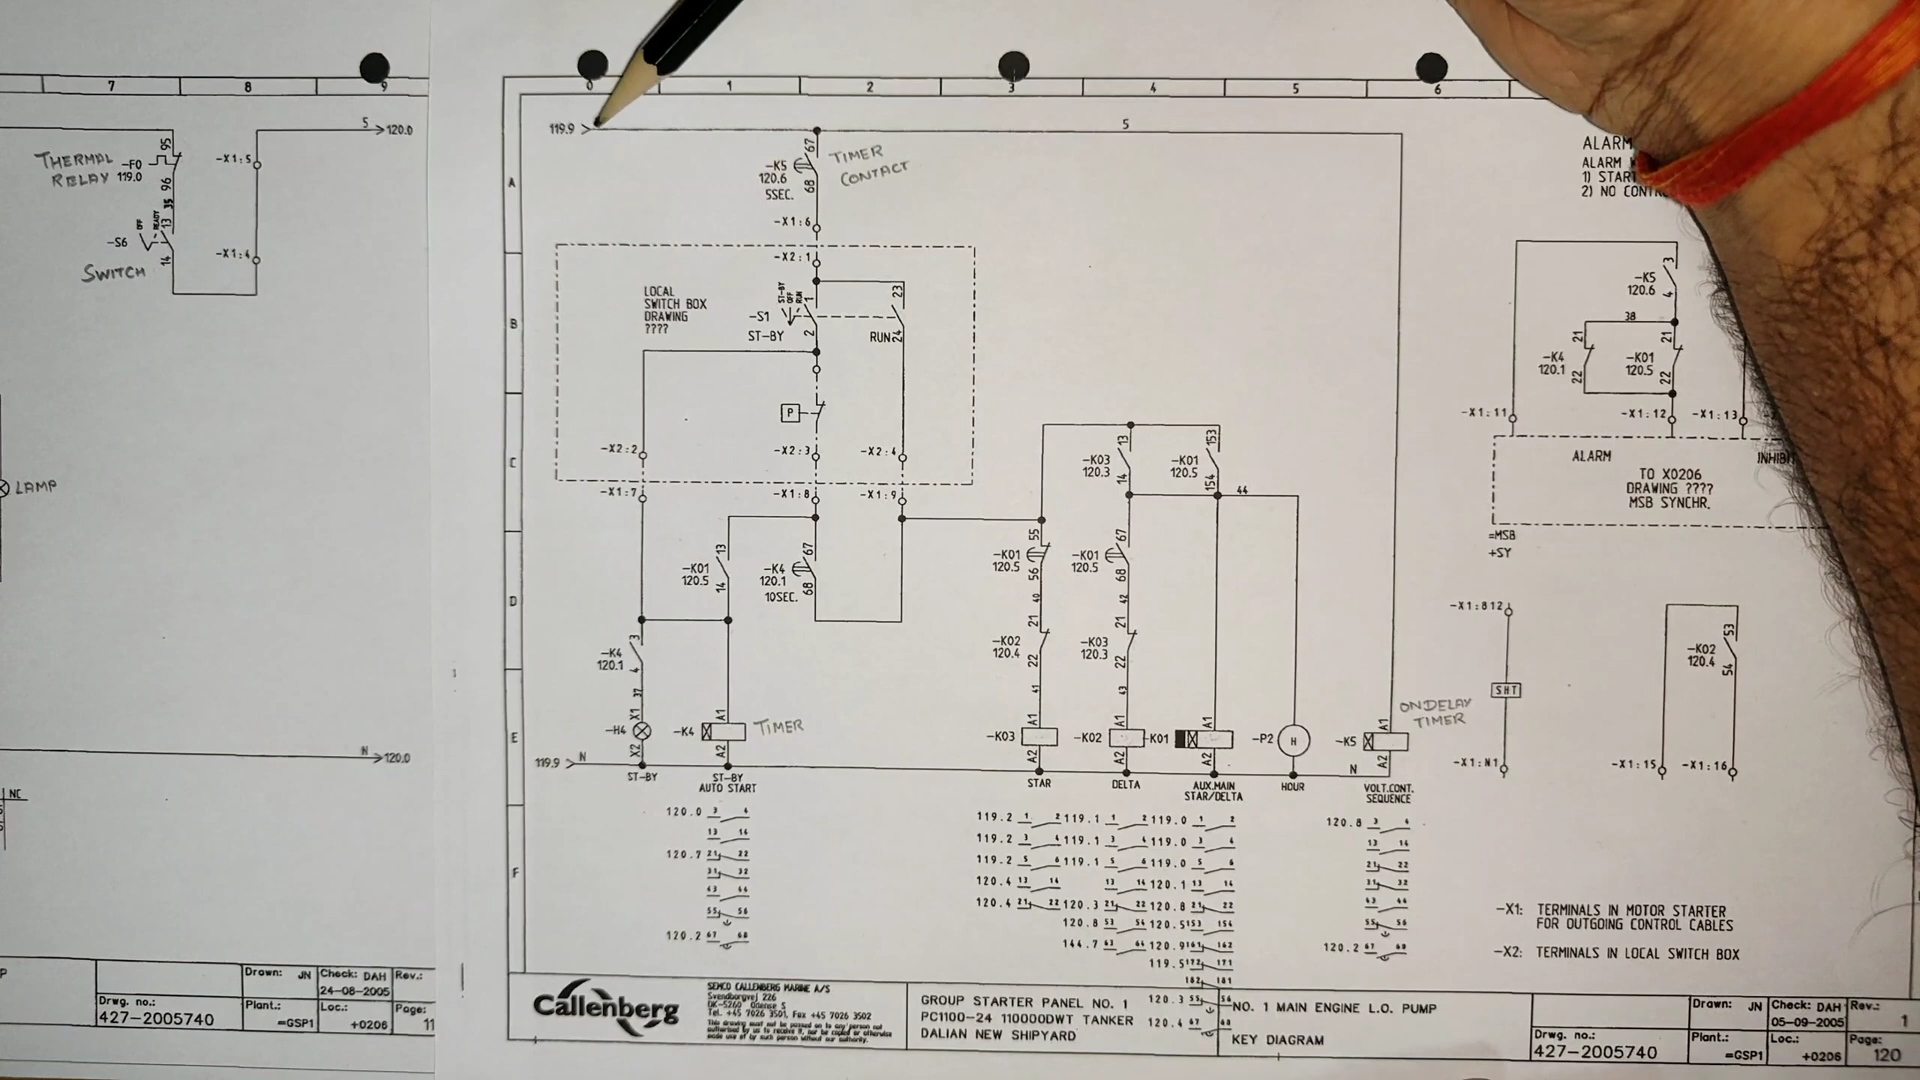 7
8
9
S
120.0
THERMAL
RELAY
-F0
119.0
95
96
35
OFF
READY
13
14
-S6
SWITCH
-X1:5
-X1:4
LAMP
N
120.0
NC
Drawn: JN
Check: DAH
Rev.:
24-08-2005
Drwg. no.:
427-2005740
Plant.:
=GSP1
Loc.:
+0206
Page:
11
0
1
2
3
4
5
6
A
B
C
D
E
F
119.9
5
-K5
120.6
5SEC.
67
68
TIMER
CONTACT
-X1:6
-X2:1
LOCAL
SWITCH BOX
DRAWING
????
ST-BY
OFF
RUN
-S1
ST-BY
1
2
23
24
RUN
P
-X2:2
-X2:3
-X2:4
-X1:7
-X1:8
-X1:9
-K01
120.5
13
14
-K4
120.1
10SEC.
67
68
-K4
120.1
3
4
37
X1
X2
-H4
-K4
A1
A2
TIMER
119.9
N
ST-BY
ST-BY
AUTO START
-K03
120.3
13
14
-K01
120.5
153
154
44
-K01
120.5
55
56
40
-K01
120.5
67
68
42
-K02
120.4
21
22
41
-K03
120.3
21
22
43
-K03
A1
A2
-K02
A1
A2
-K01
A1
A2
-P2
H
-K5
A1
A2
ON DELAY
TIMER
N
STAR
DELTA
AUX.MAIN
STAR/DELTA
HOUR
VOLT.CONT.
SEQUENCE
120.0 3 4
13 14
120.7 21 22
31 32
43 44
55 56
120.2 67 68
119.2 1 2 119.1 1 2 119.0 1 2
119.2 3 4 119.1 3 4 119.0 3 4
119.2 5 6 119.1 5 6 119.0 5 6
120.4 13 14 13 14 120.1 13 14
120.4 21 22 120.3 21 22 120.8 21 22
120.8 53 54 120.5 153 154
144.7 63 64 120.9 161 162
119.5 172 171
182 181
120.3 55 56
120.4 67 68
120.8 3 4
13 14
21 22
31 32
43 44
55 56
120.2 67 68
ALARM
ALARM
1) START
2) NO
-K5
120.6
3
4
38
-K4
120.1
21
22
-K01
120.5
21
22
-X1:11
-X1:12
-X1:13
ALARM
TO X0206
DRAWING ????
MSB SYNCHR.
=MSB
+SY
-X1:812
SHT
-X1:N1
-K02
120.4
53
54
-X1:15
-X1:16
-X1: TERMINALS IN MOTOR STARTER
FOR OUTGOING CONTROL CABLES
-X2: TERMINALS IN LOCAL SWITCH BOX
Callenberg
SEMCO CALLENBERG MARINE A/S
Svendborgvej 226
DK-5260 Odense S
Tel. +45 7026 3501, Fax +45 7026 3502
GROUP STARTER PANEL NO. 1
PC1100-24 110000DWT TANKER
DALIAN NEW SHIPYARD
NO. 1 MAIN ENGINE L.O. PUMP
KEY DIAGRAM
Drawn: JN
Check: DAH
Rev.:
05-09-2005
1
Drwg. no.:
427-2005740
Plant.:
=GSP1
Loc.:
+0206
Page:
120